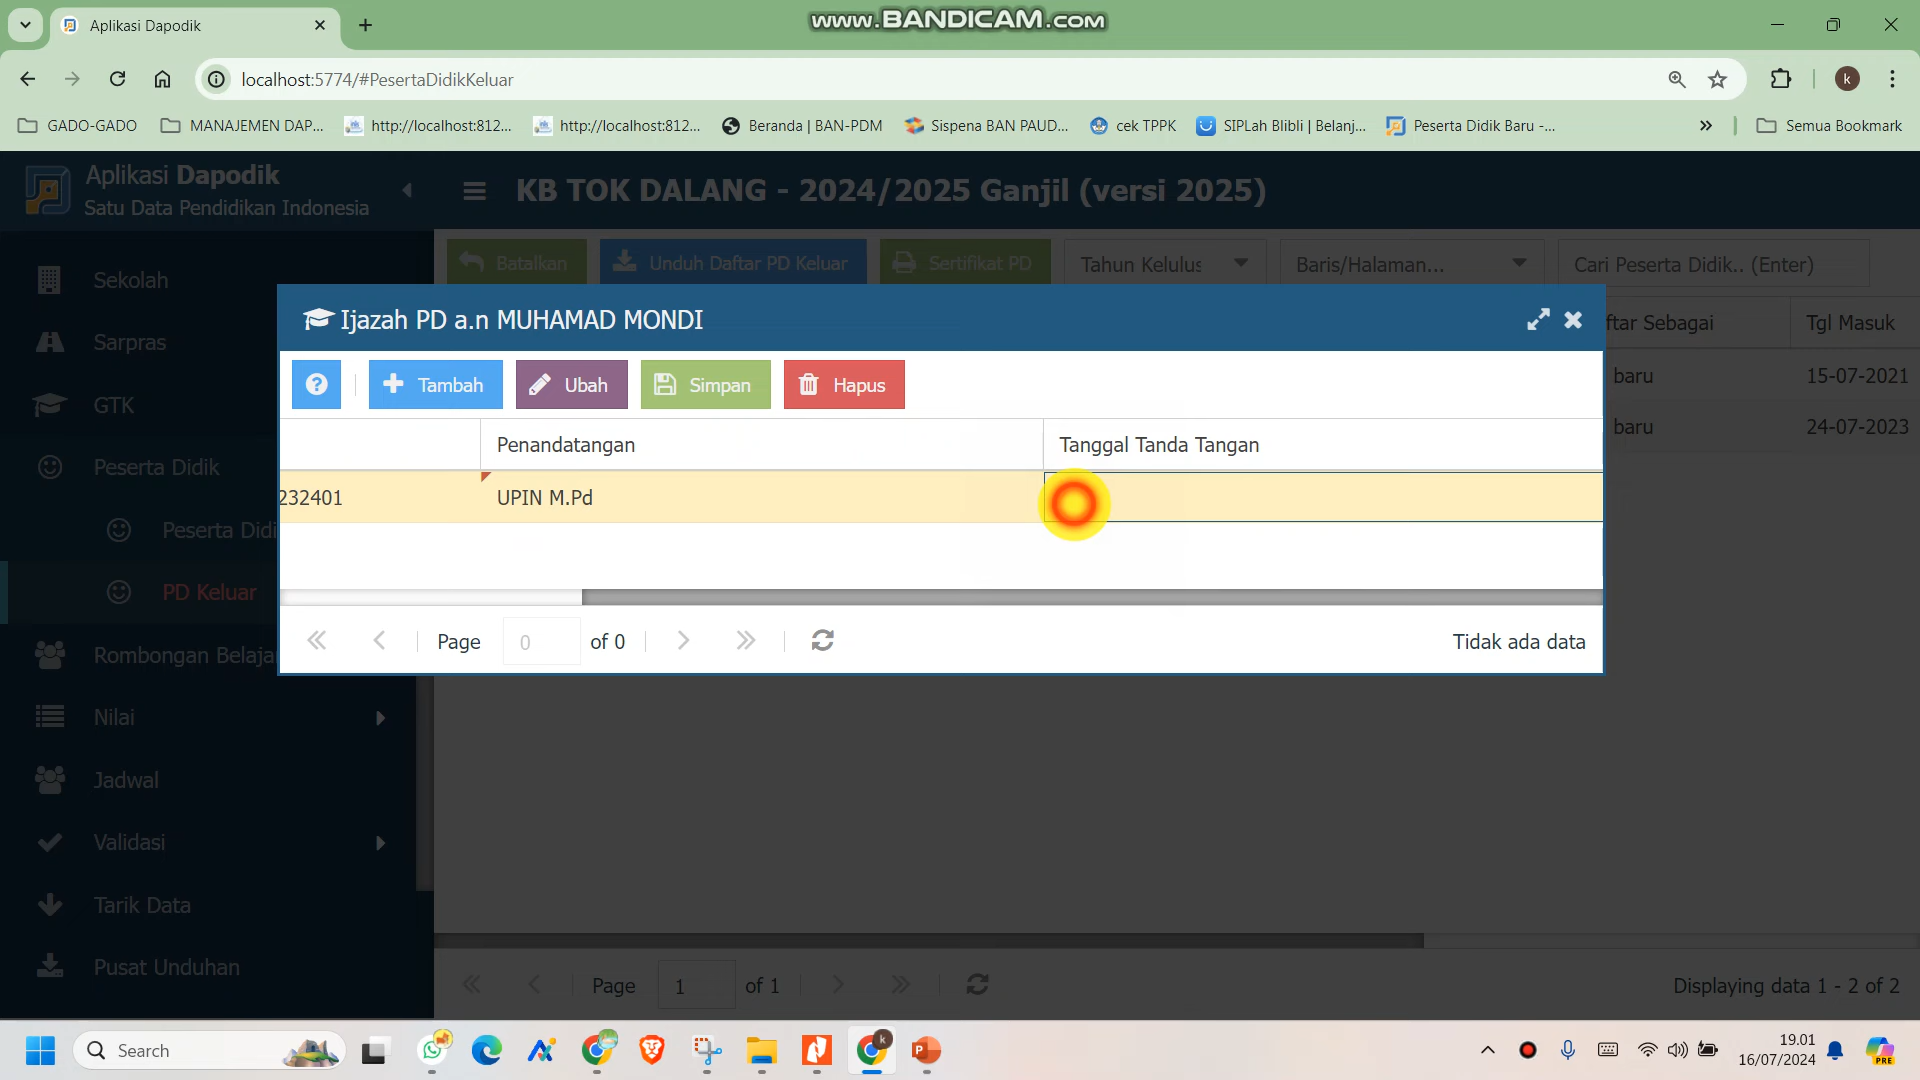 Aplikasi Dapodik
www.BANDICAM.com
localhost:5774/#PesertaDidikKeluar
k
GADO-GADO
MANAJEMEN DAP...
http://localhost:812...
http://localhost:812...
Beranda | BAN-PDM
Sispena BAN PAUD...
cek TPPK
SIPLah Blibli | Belanj...
Peserta Didik Baru -...
Semua Bookmark
Aplikasi Dapodik
Satu Data Pendidikan Indonesia
KB TOK DALANG - 2024/2025 Ganjil (versi 2025)
Sekolah
Sarpras
GTK
Peserta Didik
Peserta Didi
PD Keluar
Rombongan Belajar
Nilai
Jadwal
Validasi
Tarik Data
Pusat Unduhan
Batalkan
Unduh Daftar PD Keluar
Sertifikat PD
Tahun Kelulus
Baris/Halaman...
Cari Peserta Didik.. (Enter)
ftar Sebagai
Tgl Masuk
baru
15-07-2021
baru
24-07-2023
Ijazah PD a.n MUHAMAD MONDI
Tambah
Ubah
Simpan
Hapus
Penandatangan
Tanggal Tanda Tangan
232401
UPIN M.Pd
Page 0 of 0
Tidak ada data
Page 1 of 1
Displaying data 1 - 2 of 2
Search
19.01
16/07/2024
PRE